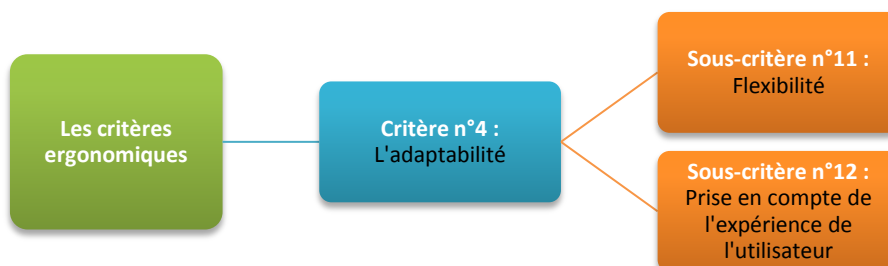 Les critères
ergonomiques
Critère n°4 :
L'adaptabilité
Sous-critère n°11 :
Flexibilité
Sous-critère n°12 :
Prise en compte de
l'expérience de
l'utilisateur